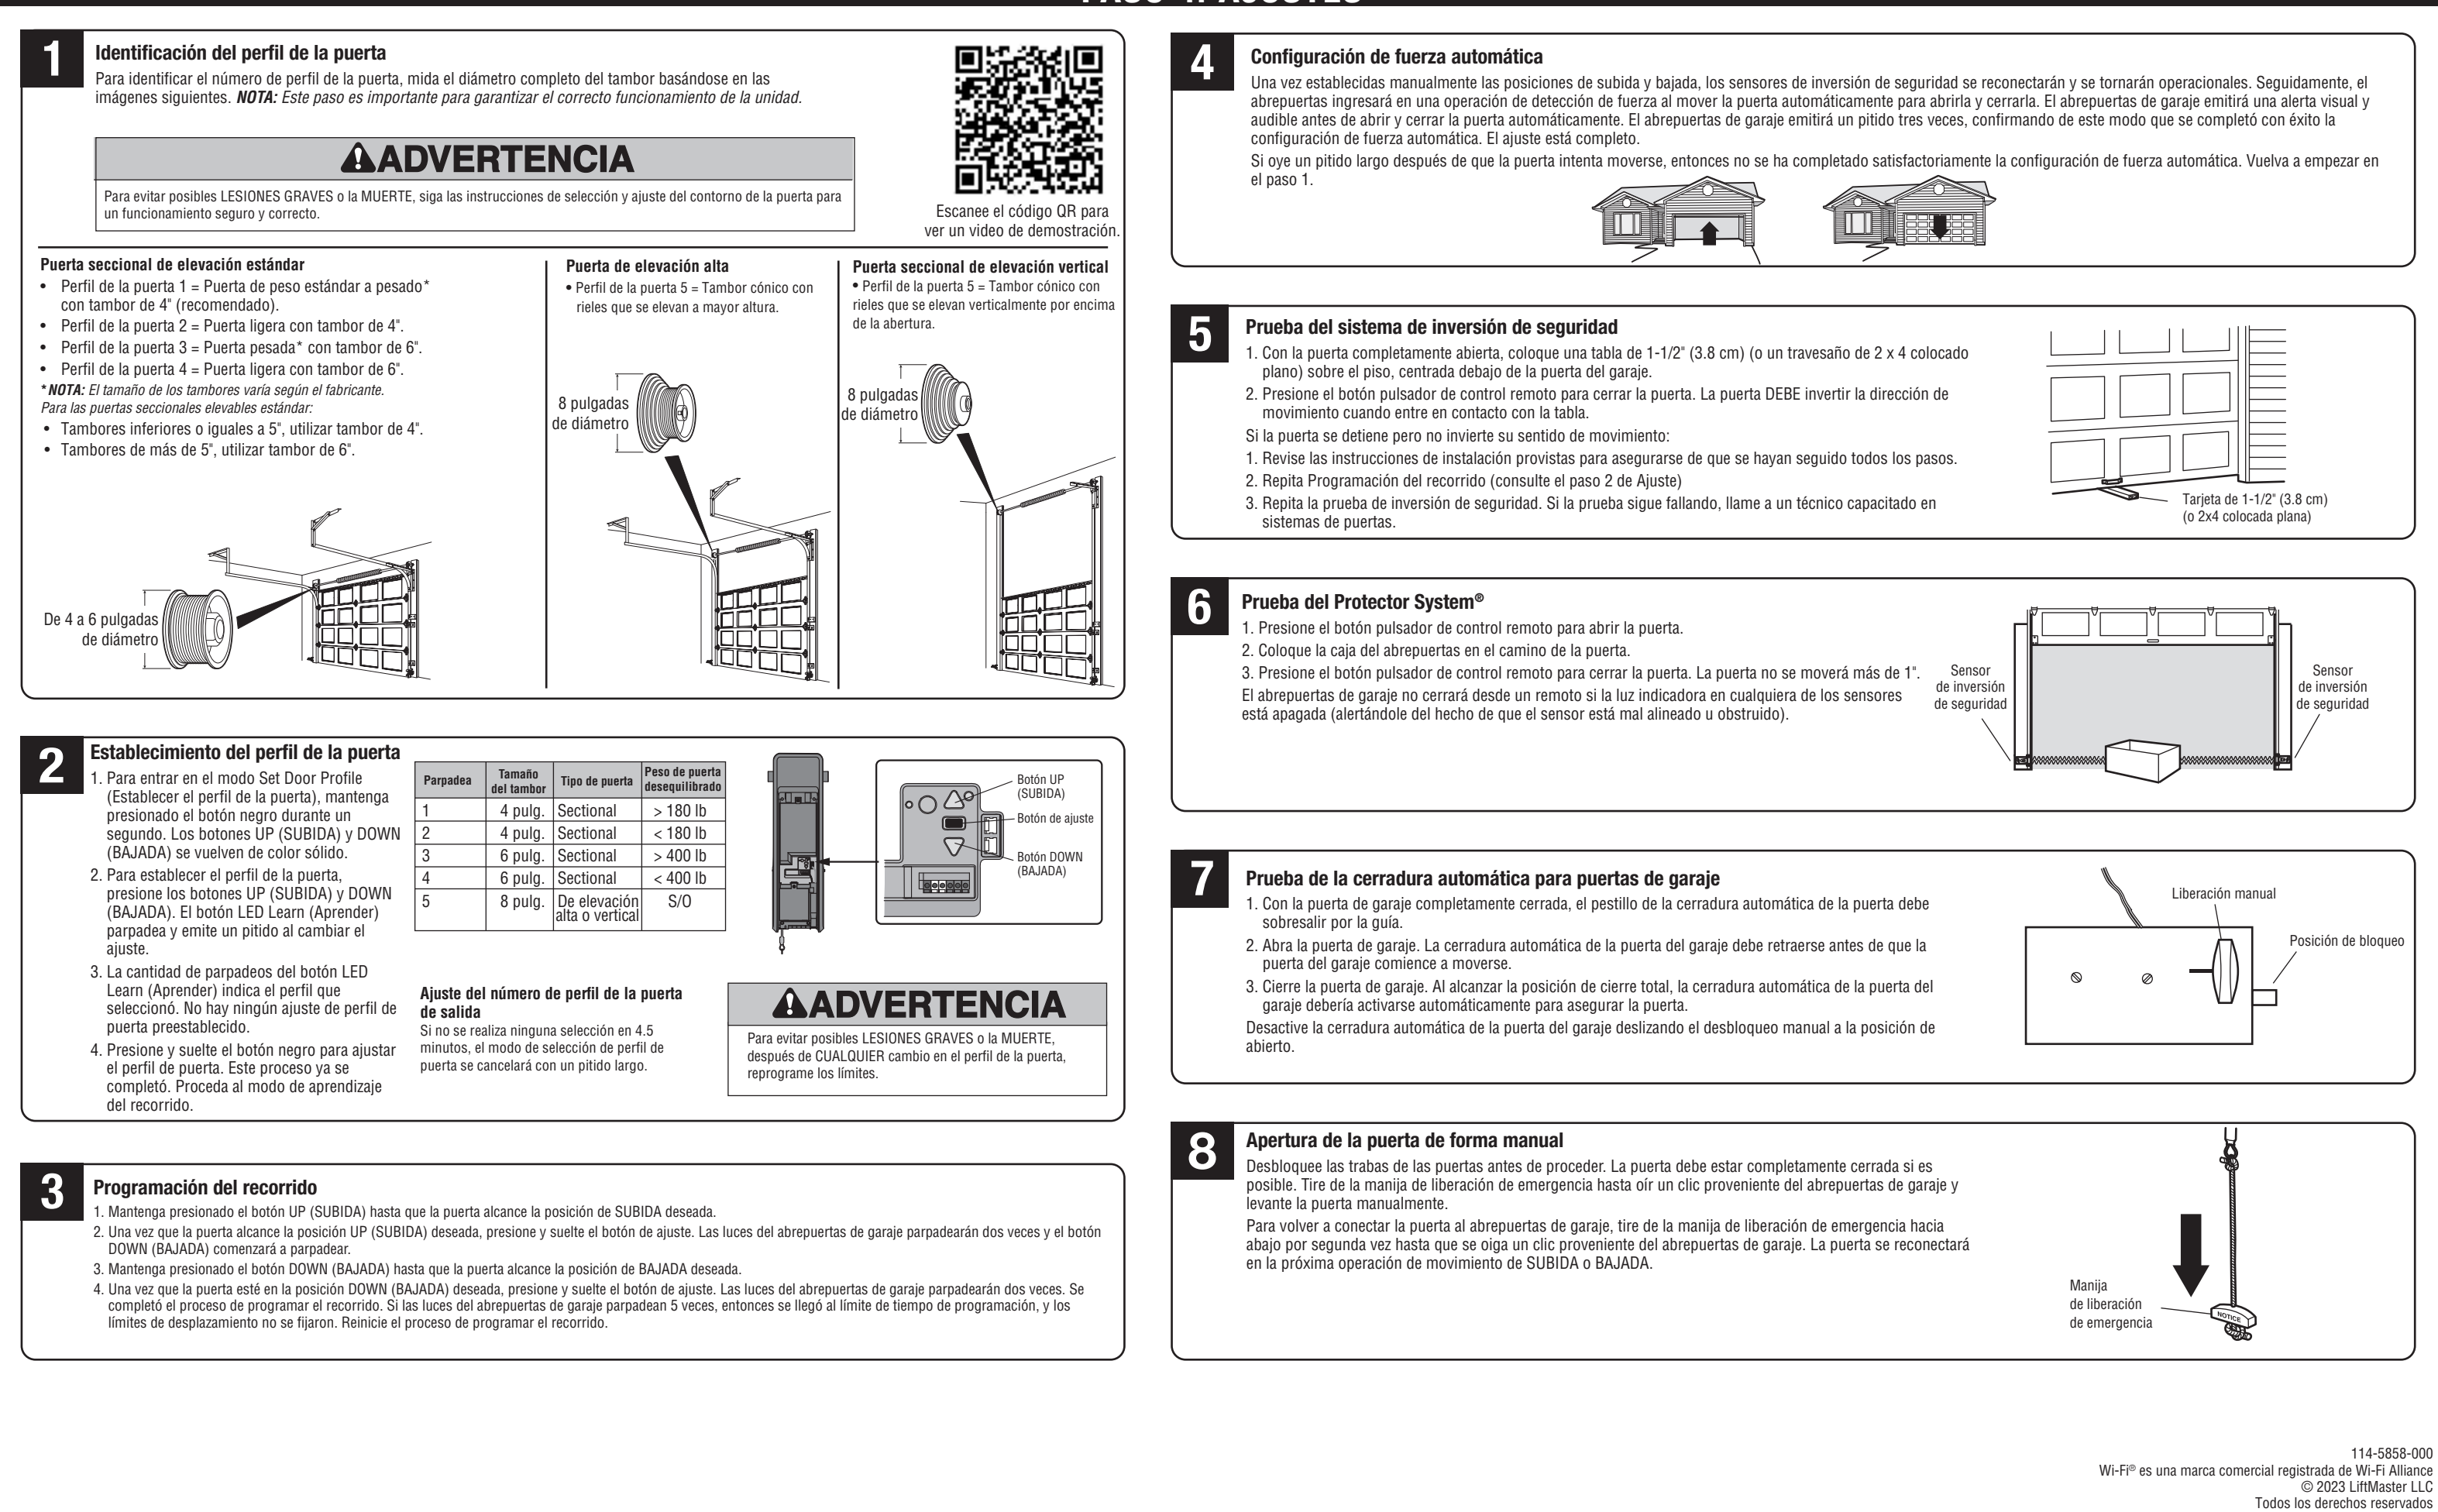 PASO 4: AJUSTES
1
Identificación del perfil de la puerta
Para identificar el número de perfil de la puerta, mida el diámetro completo del tambor basándose en las
imágenes siguientes. NOTA: Este paso es importante para garantizar el correcto funcionamiento de la unidad.
ADVERTENCIA
Para evitar posibles LESIONES GRAVES o la MUERTE, siga las instrucciones de selección y ajuste del contorno de la puerta para
un funcionamiento seguro y correcto.
Escanee el código QR para
ver un video de demostración.
Puerta seccional de elevación estándar
• Perfil de la puerta 1 = Puerta de peso estándar a pesado*
con tambor de 4" (recomendado).
• Perfil de la puerta 2 = Puerta ligera con tambor de 4".
• Perfil de la puerta 3 = Puerta pesada* con tambor de 6".
• Perfil de la puerta 4 = Puerta ligera con tambor de 6".
*NOTA: El tamaño de los tambores varía según el fabricante.
Para las puertas seccionales elevables estándar:
• Tambores inferiores o iguales a 5", utilizar tambor de 4".
• Tambores de más de 5", utilizar tambor de 6".
De 4 a 6 pulgadas
de diámetro
Puerta de elevación alta
• Perfil de la puerta 5 = Tambor cónico con
rieles que se elevan a mayor altura.
8 pulgadas
de diámetro
Puerta seccional de elevación vertical
• Perfil de la puerta 5 = Tambor cónico con
rieles que se elevan verticalmente por encima
de la abertura.
8 pulgadas
de diámetro
2
Establecimiento del perfil de la puerta
1. Para entrar en el modo Set Door Profile
(Establecer el perfil de la puerta), mantenga
presionado el botón negro durante un
segundo. Los botones UP (SUBIDA) y DOWN
(BAJADA) se vuelven de color sólido.
2. Para establecer el perfil de la puerta,
presione los botones UP (SUBIDA) y DOWN
(BAJADA). El botón LED Learn (Aprender)
parpadea y emite un pitido al cambiar el
ajuste.
3. La cantidad de parpadeos del botón LED
Learn (Aprender) indica el perfil que
seleccionó. No hay ningún ajuste de perfil de
puerta preestablecido.
4. Presione y suelte el botón negro para ajustar
el perfil de puerta. Este proceso ya se
completó. Proceda al modo de aprendizaje
del recorrido.
Parpadea Tamaño del tambor Tipo de puerta Peso de puerta desequilibrado
1 4 pulg. Sectional > 180 lb
2 4 pulg. Sectional < 180 lb
3 6 pulg. Sectional > 400 lb
4 6 pulg. Sectional < 400 lb
5 8 pulg. De elevación alta o vertical S/O
Botón UP
(SUBIDA)
Botón de ajuste
Botón DOWN
(BAJADA)
Ajuste del número de perfil de la puerta
de salida
Si no se realiza ninguna selección en 4.5
minutos, el modo de selección de perfil de
puerta se cancelará con un pitido largo.
ADVERTENCIA
Para evitar posibles LESIONES GRAVES o la MUERTE,
después de CUALQUIER cambio en el perfil de la puerta,
reprograme los límites.
3
Programación del recorrido
1. Mantenga presionado el botón UP (SUBIDA) hasta que la puerta alcance la posición de SUBIDA deseada.
2. Una vez que la puerta alcance la posición UP (SUBIDA) deseada, presione y suelte el botón de ajuste. Las luces del abrepuertas de garaje parpadearán dos veces y el botón
DOWN (BAJADA) comenzará a parpadear.
3. Mantenga presionado el botón DOWN (BAJADA) hasta que la puerta alcance la posición de BAJADA deseada.
4. Una vez que la puerta esté en la posición DOWN (BAJADA) deseada, presione y suelte el botón de ajuste. Las luces del abrepuertas de garaje parpadearán dos veces. Se
completó el proceso de programar el recorrido. Si las luces del abrepuertas de garaje parpadean 5 veces, entonces se llegó al límite de tiempo de programación, y los
límites de desplazamiento no se fijaron. Reinicie el proceso de programar el recorrido.
4
Configuración de fuerza automática
Una vez establecidas manualmente las posiciones de subida y bajada, los sensores de inversión de seguridad se reconectarán y se tornarán operacionales. Seguidamente, el
abrepuertas ingresará en una operación de detección de fuerza al mover la puerta automáticamente para abrirla y cerrarla. El abrepuertas de garaje emitirá una alerta visual y
audible antes de abrir y cerrar la puerta automáticamente. El abrepuertas de garaje emitirá un pitido tres veces, confirmando de este modo que se completó con éxito la
configuración de fuerza automática. El ajuste está completo.
Si oye un pitido largo después de que la puerta intenta moverse, entonces no se ha completado satisfactoriamente la configuración de fuerza automática. Vuelva a empezar en
el paso 1.
5
Prueba del sistema de inversión de seguridad
1. Con la puerta completamente abierta, coloque una tabla de 1-1/2" (3.8 cm) (o un travesaño de 2 x 4 colocado
plano) sobre el piso, centrada debajo de la puerta del garaje.
2. Presione el botón pulsador de control remoto para cerrar la puerta. La puerta DEBE invertir la dirección de
movimiento cuando entre en contacto con la tabla.
Si la puerta se detiene pero no invierte su sentido de movimiento:
1. Revise las instrucciones de instalación provistas para asegurarse de que se hayan seguido todos los pasos.
2. Repita Programación del recorrido (consulte el paso 2 de Ajuste)
3. Repita la prueba de inversión de seguridad. Si la prueba sigue fallando, llame a un técnico capacitado en
sistemas de puertas.
Tarjeta de 1-1/2" (3.8 cm)
(o 2x4 colocada plana)
6
Prueba del Protector System®
1. Presione el botón pulsador de control remoto para abrir la puerta.
2. Coloque la caja del abrepuertas en el camino de la puerta.
3. Presione el botón pulsador de control remoto para cerrar la puerta. La puerta no se moverá más de 1".
El abrepuertas de garaje no cerrará desde un remoto si la luz indicadora en cualquiera de los sensores
está apagada (alertándole del hecho de que el sensor está mal alineado u obstruido).
Sensor
de inversión
de seguridad
Sensor
de inversión
de seguridad
7
Prueba de la cerradura automática para puertas de garaje
1. Con la puerta de garaje completamente cerrada, el pestillo de la cerradura automática de la puerta debe
sobresalir por la guía.
2. Abra la puerta de garaje. La cerradura automática de la puerta del garaje debe retraerse antes de que la
puerta del garaje comience a moverse.
3. Cierre la puerta de garaje. Al alcanzar la posición de cierre total, la cerradura automática de la puerta del
garaje debería activarse automáticamente para asegurar la puerta.
Desactive la cerradura automática de la puerta del garaje deslizando el desbloqueo manual a la posición de
abierto.
Liberación manual
Posición de bloqueo
8
Apertura de la puerta de forma manual
Desbloquee las trabas de las puertas antes de proceder. La puerta debe estar completamente cerrada si es
posible. Tire de la manija de liberación de emergencia hasta oír un clic proveniente del abrepuertas de garaje y
levante la puerta manualmente.
Para volver a conectar la puerta al abrepuertas de garaje, tire de la manija de liberación de emergencia hacia
abajo por segunda vez hasta que se oiga un clic proveniente del abrepuertas de garaje. La puerta se reconectará
en la próxima operación de movimiento de SUBIDA o BAJADA.
Manija
de liberación
de emergencia
NOTICE
114-5858-000
Wi-Fi® es una marca comercial registrada de Wi-Fi Alliance
© 2023 LiftMaster LLC
Todos los derechos reservados